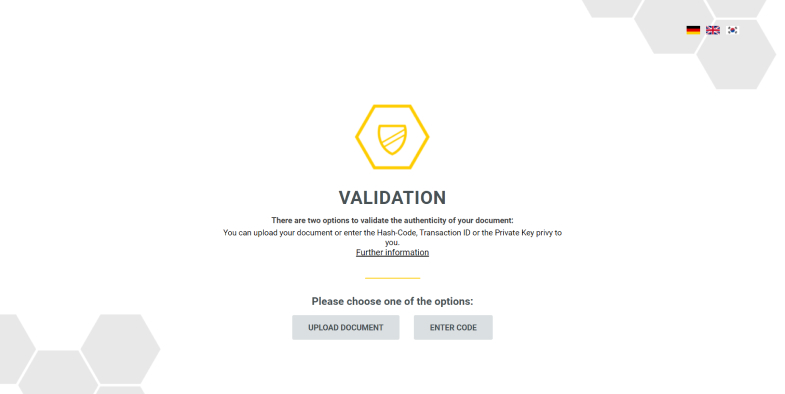 VALIDATION
There are two options to validate the authenticity of your document:
You can upload your document or enter the Hash-Code, Transaction ID or the Private Key privy to
you.
Further information
Please choose one of the options:
UPLOAD DOCUMENT
ENTER CODE